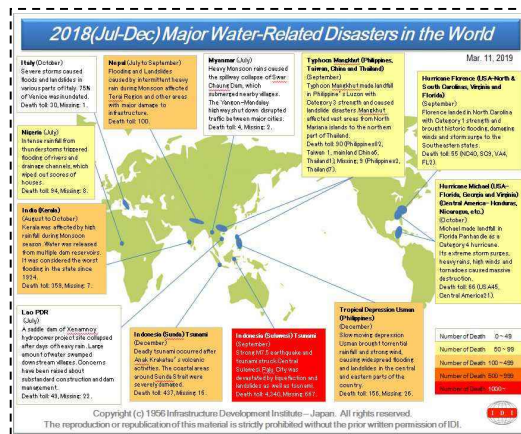 2018(Jul-Dec) Major Water-Related Disasters in the World
Mar. 11, 2019
Italy (October)
Severe storms caused
floods and landslides in
various parts of Italy. 75%
of Venice was inundated.
Death toll: 30, Missing: 1.
Nepal (July to September)
Flooding and Landslides
caused by intermittent heavy
rain during Monsoon affected
Terai Region and other areas
with major damage to
infrastructure.
Death toll: 100.
Myanmar (July)
Heavy Monsoon rains caused
the spillway collapse of Swar
Chaung Dam, which
submerged nearby villages.
The Yangon-Mandalay
highway shut down disrupted
traffic between major cities.
Death toll: 4, Missing: 2.
Typhoon Mangkhut (Philippines,
Taiwan, China and Thailand)
(September)
Typhoon Mangkhut made landfall
in Philippine's Luzon with
Category 5 strength and caused
landslide disasters. Mangkhut
affected vast areas from North
Mariana islands to the northern
part of Thailand.
Death toll: 90 (Philippines82,
Taiwan 1, mainland China6,
Thailand1), Missing: 9 (Philippines2,
Thailand7).
Hurricane Florence (USA-North &
South Carolinas, Virginia and
Florida)
(September)
Florence landed in North Carolina
with Category 1 strength and
brought historic flooding, damaging
winds and storm surge to the
Southeastern states.
Death toll: 55 (NC40, SC9, VA4,
FL2).
Nigeria (July)
Intense rainfall from
thunderstorms triggered
flooding of rivers and
drainage channels, which
wiped out scores of
houses.
Death toll: 94, Missing: 8.
India (Kerala)
(August to October)
Kerala was affected by high
rainfall during Monsoon
season. Water was released
from multiple dam reservoirs.
It was considered the worst
flooding in the state since
1924.
Death toll: 358, Missing: 7.
Hurricane Michael (USA-
Florida, Georgia and Virginia)
(Central America- Honduras,
Nicaragua, etc.)
(October)
Michael made landfall in
Florida Panhandle as a
Category 4 hurricane.
Its extreme storm surges,
heavy rains, high winds and
tornadoes caused massive
destruction.
Death toll: 66 (USA45,
Central America21).
Lao PDR
(July)
A saddle dam of Xenamnoy
hydropower project site collapsed
after days of heavy rain. Large
amount of water swamped
downstream villages. Concerns
have been raised about
substandard construction and dam
management.
Death toll: 43, Missing: 22.
Indonesia (Sunda) Tsunami
(December)
Deadly tsunami occurred after
Anak Krakatau's volcanic
activities. The coastal areas
around Sunda Strait were
severely damaged.
Death toll: 437, Missing: 16.
Indonesia (Sulawesi) Tsunami
(September)
Strong M7.5 earthquake and
tsunami struck Central
Sulawesi. Palu City was
devastated by liquefaction and
landslides as well as tsunami.
Death toll: 4,340, Missing: 667.
Tropical Depression Usman
(Philippines)
(December)
Slow moving depression
Usman brought torrential
rainfall and strong wind,
causing widespread flooding
and landslides in the central
and eastern parts of the
country.
Death toll: 156, Missing: 26.
Number of Death 0~49
Number of Death 50~99
Number of Death 100~499
Number of Death 500~999
Number of Death 1000~
Copyright (c) 1956 Infrastructure Development Institute – Japan. All rights reserved.
The reproduction or republication of this material is strictly prohibited without the prior written permission of IDI.
I D I